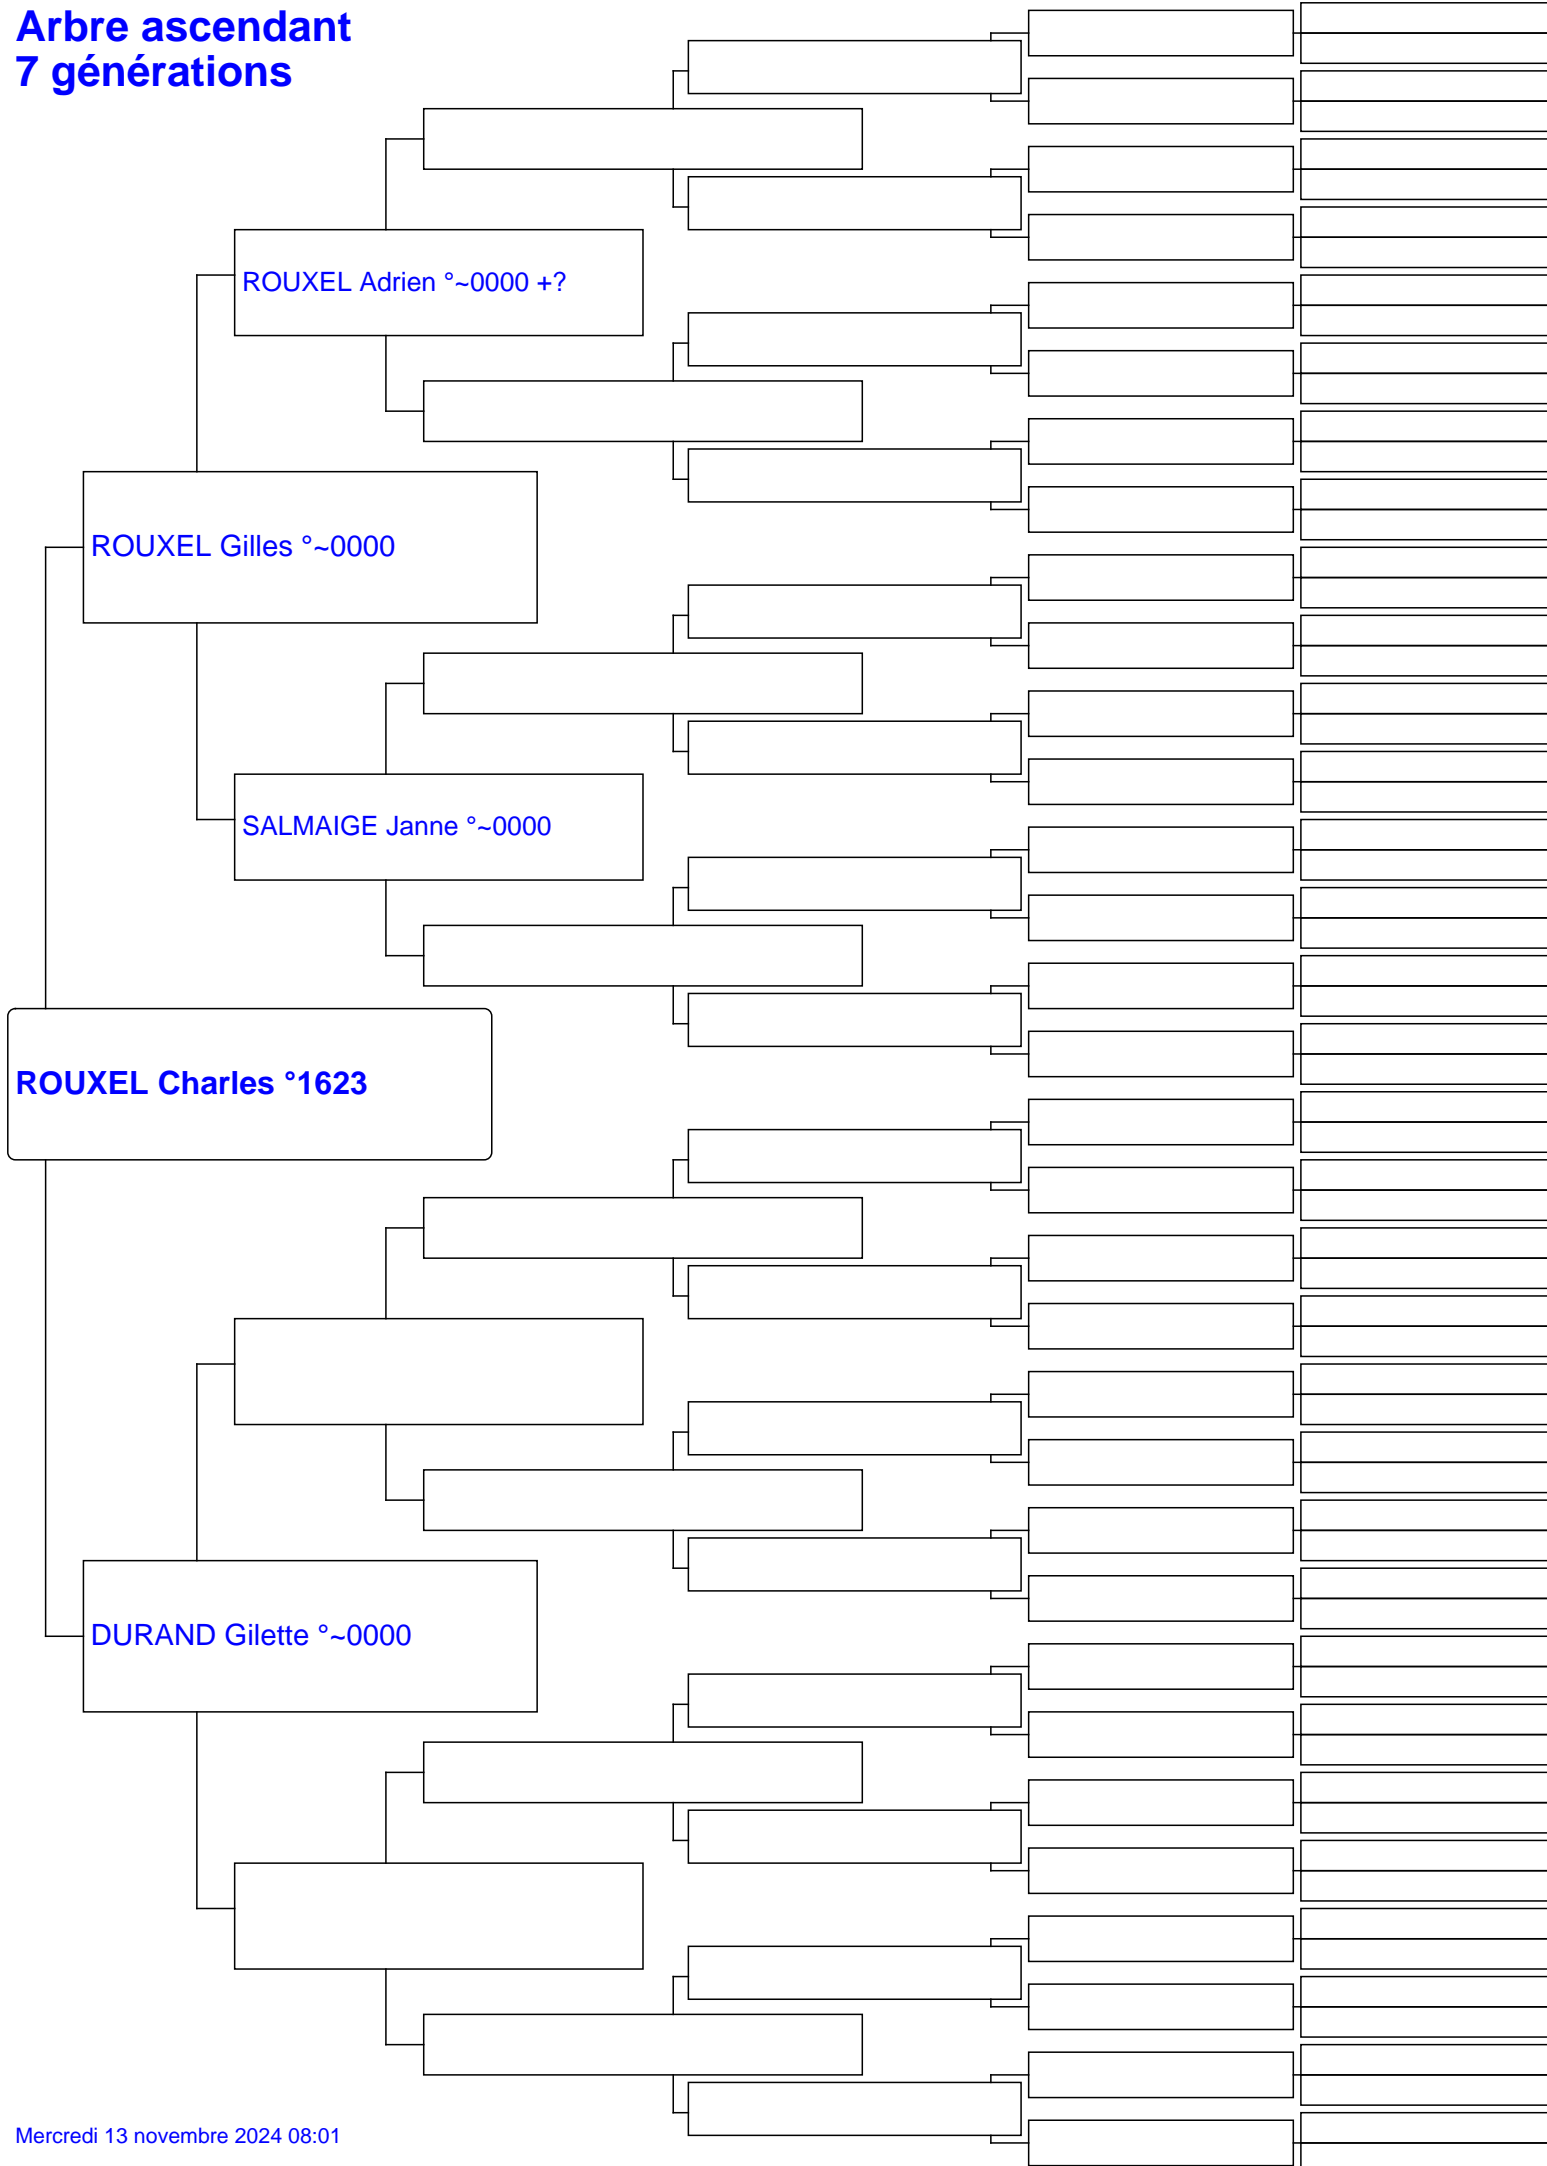 Arbre ascendant
7 générations
ROUXEL Adrien °~0000 +?
ROUXEL Gilles °~0000
SALMAIGE Janne °~0000
ROUXEL Charles °1623
DURAND Gilette °~0000
Mercredi 13 novembre 2024 08:01